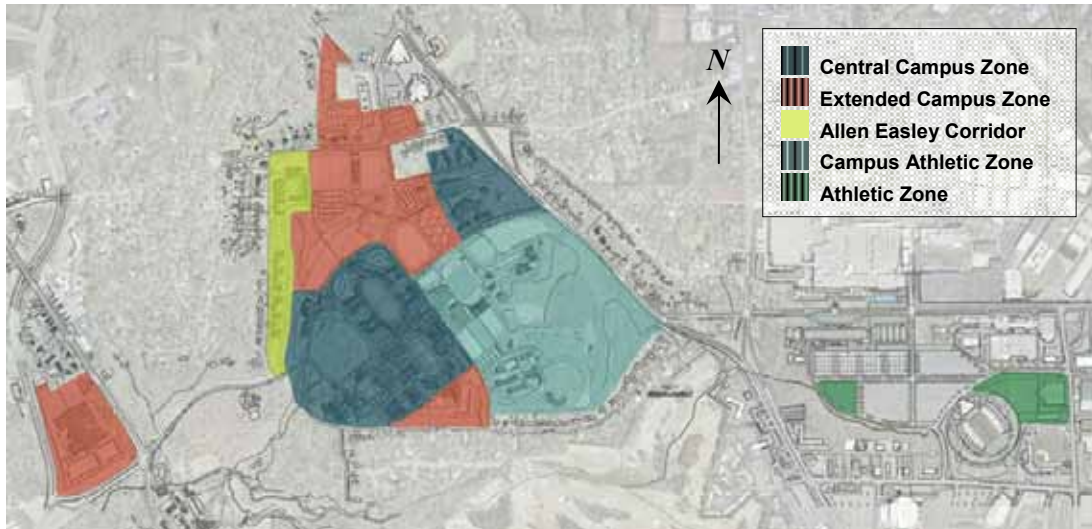 N
Central Campus Zone
Extended Campus Zone
Allen Easley Corridor
Campus Athletic Zone
Athletic Zone